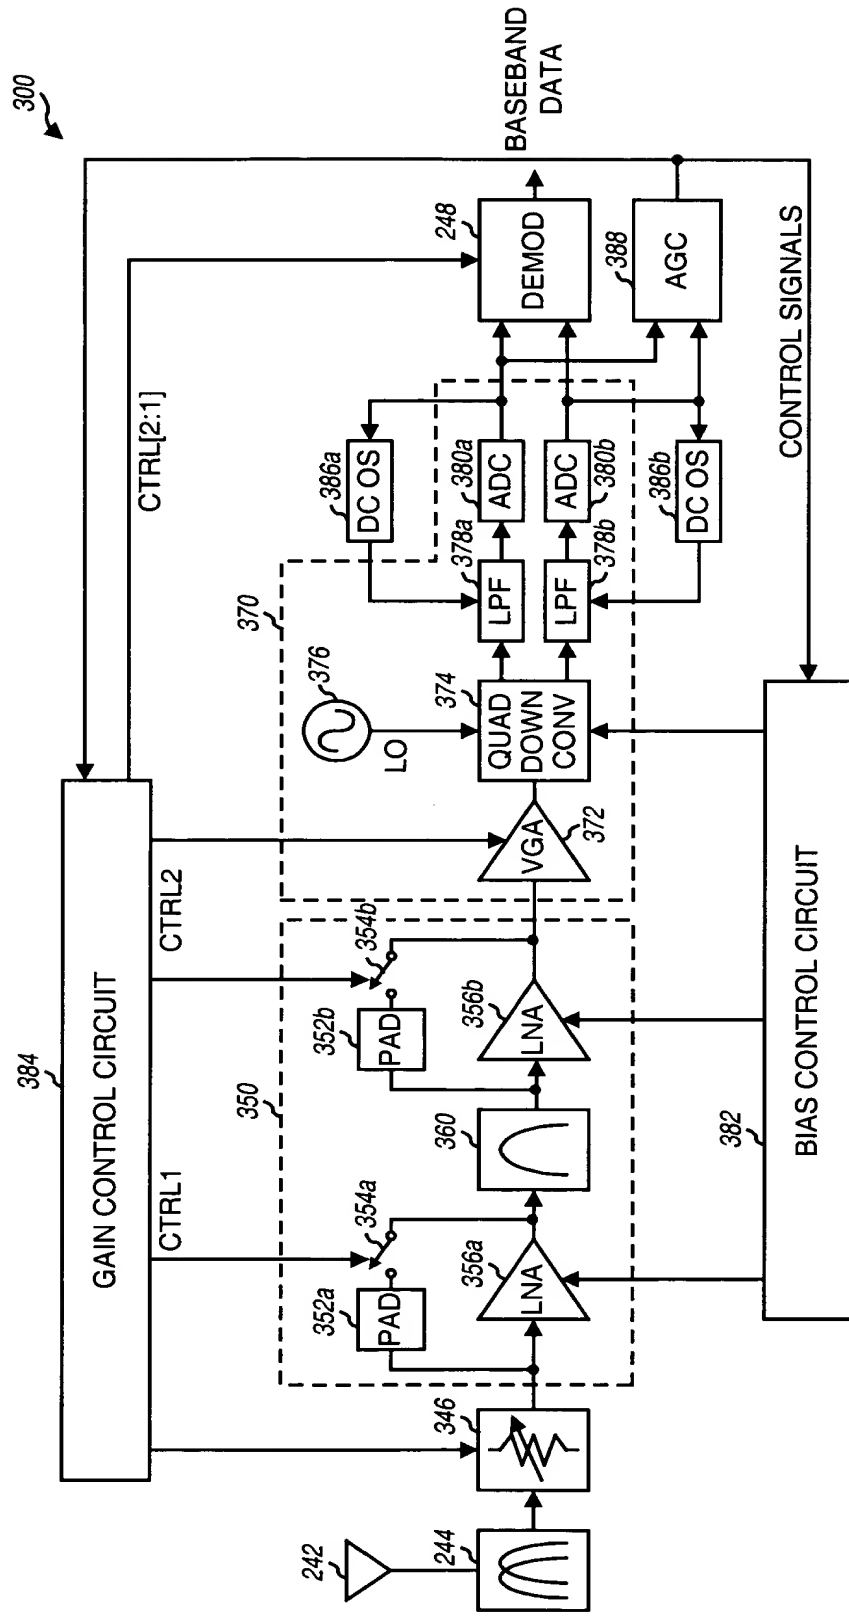 300
384
GAIN CONTROL CIRCUIT
CTRL1
CTRL2
CTRL[2:1]
242
244
346
350
352a
PAD
354a
356a
LNA
360
352b
PAD
354b
356b
LNA
370
376
LO
VGA
372
374
QUAD
DOWN
CONV
378a
LPF
LPF
378b
380a
ADC
ADC
380b
386a
DC OS
386b
DC OS
248
DEMOD
388
AGC
BASEBAND
DATA
CONTROL SIGNALS
382
BIAS CONTROL CIRCUIT